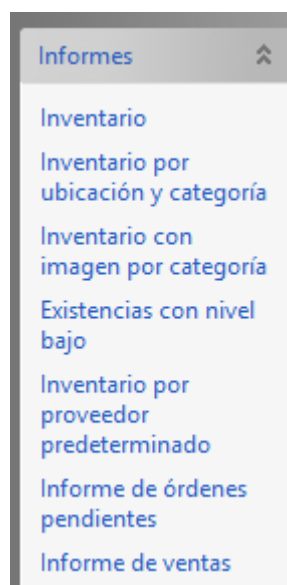 Informes
Inventario
Inventario por
ubicación y categoría
Inventario con
imagen por categoría
Existencias con nivel
bajo
Inventario por
proveedor
predeterminado
Informe de órdenes
pendientes
Informe de ventas